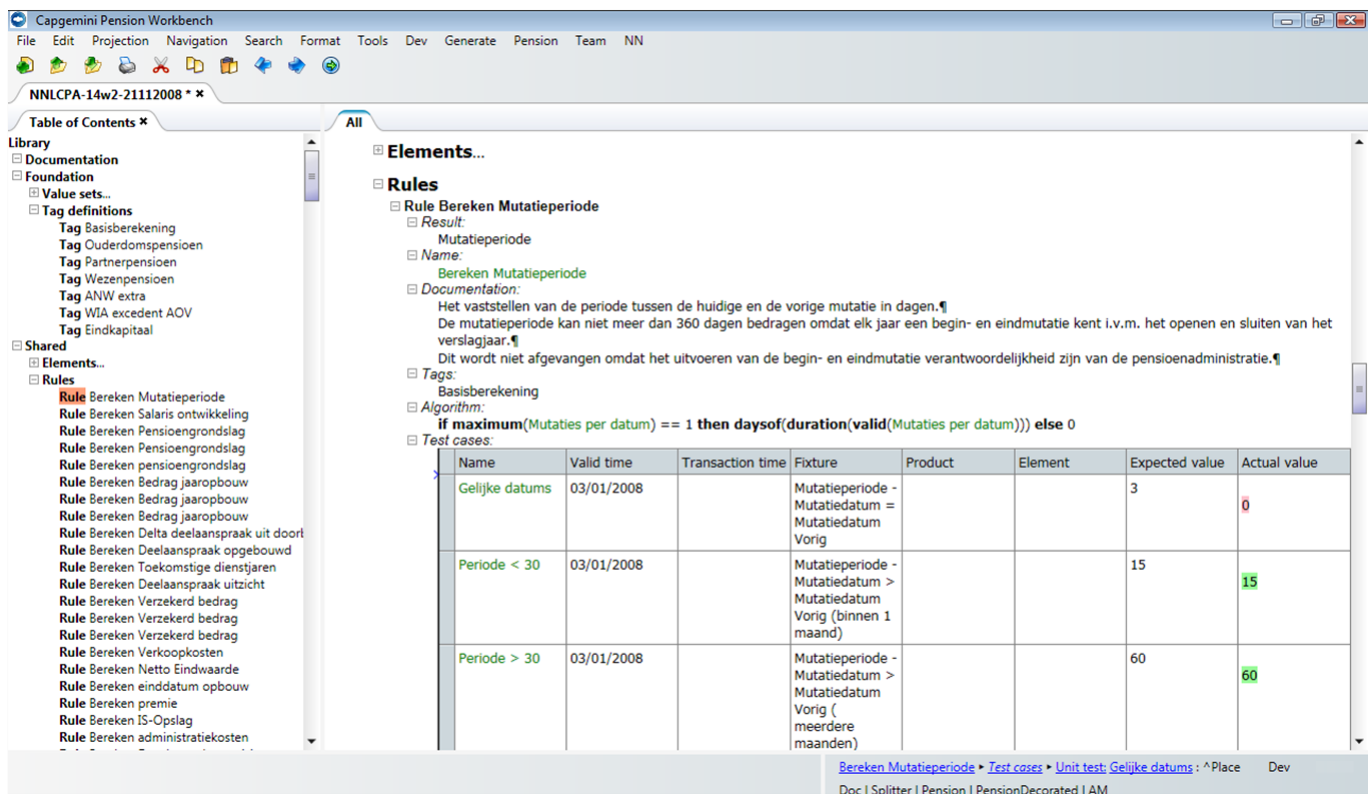 Capgemini Pension Workbench
File Edit Projection Navigation Search Format Tools Dev Generate Pension Team NN
NNLCPA-14w2-21112008 *
Table of Contents
Library
Documentation
Foundation
Value sets...
Tag definitions
Tag Basisberekening
Tag Ouderdomspensioen
Tag Partnerpensioen
Tag Wezenpensioen
Tag ANW extra
Tag WIA excedent AOV
Tag Eindkapitaal
Shared
Elements...
Rules
Rule Bereken Mutatieperiode
Rule Bereken Salaris ontwikkeling
Rule Bereken Pensioengrondslag
Rule Bereken Pensioengrondslag
Rule Bereken pensioengrondslag
Rule Bereken Bedrag jaaropbouw
Rule Bereken Bedrag jaaropbouw
Rule Bereken Bedrag jaaropbouw
Rule Bereken Delta deelaanspraak uit
Rule Bereken Deelaanspraak opgebouwd
Rule Bereken Toekomstige dienstjaren
Rule Bereken Deelaanspraak uitzicht
Rule Bereken Verzekerd bedrag
Rule Bereken Verzekerd bedrag
Rule Bereken Verzekerd bedrag
Rule Bereken Verkoopkosten
Rule Bereken Netto Eindwaarde
Rule Bereken einddatum opbouw
Rule Bereken premie
Rule Bereken IS-Opslag
Rule Bereken administratiekosten
All
Elements...
Rules
Rule Bereken Mutatieperiode
Result:
Mutatieperiode
Name:
Bereken Mutatieperiode
Documentation:
Het vaststellen van de periode tussen de huidige en de vorige mutatie in dagen.¶
De mutatieperiode kan niet meer dan 360 dagen bedragen omdat elk jaar een begin- en eindmutatie kent i.v.m. het openen en sluiten van het
verslagjaar.¶
Dit wordt niet afgevangen omdat het uitvoeren van de begin- en eindmutatie verantwoordelijkheid zijn van de pensioenadministratie.¶
Tags:
Basisberekening
Algorithm:
if maximum(Mutaties per datum) == 1 then daysof(duration(valid(Mutaties per datum))) else 0
Test cases:
Name Valid time Transaction time Fixture Product Element Expected value Actual value
Gelijke datums 03/01/2008 Mutatieperiode - 3
Mutatiedatum = 0
Mutatiedatum
Vorig
Periode < 30 03/01/2008 Mutatieperiode - 15
Mutatiedatum > 15
Mutatiedatum
Vorig (binnen 1
maand)
Periode > 30 03/01/2008 Mutatieperiode - 60
Mutatiedatum > 60
Mutatiedatum
Vorig (
meerdere
maanden)
Bereken Mutatieperiode ▸ Test cases ▸ Unit test: Gelijke datums : ^Place Dev
Doc | Splitter | Pension | PensionDecorated | AM